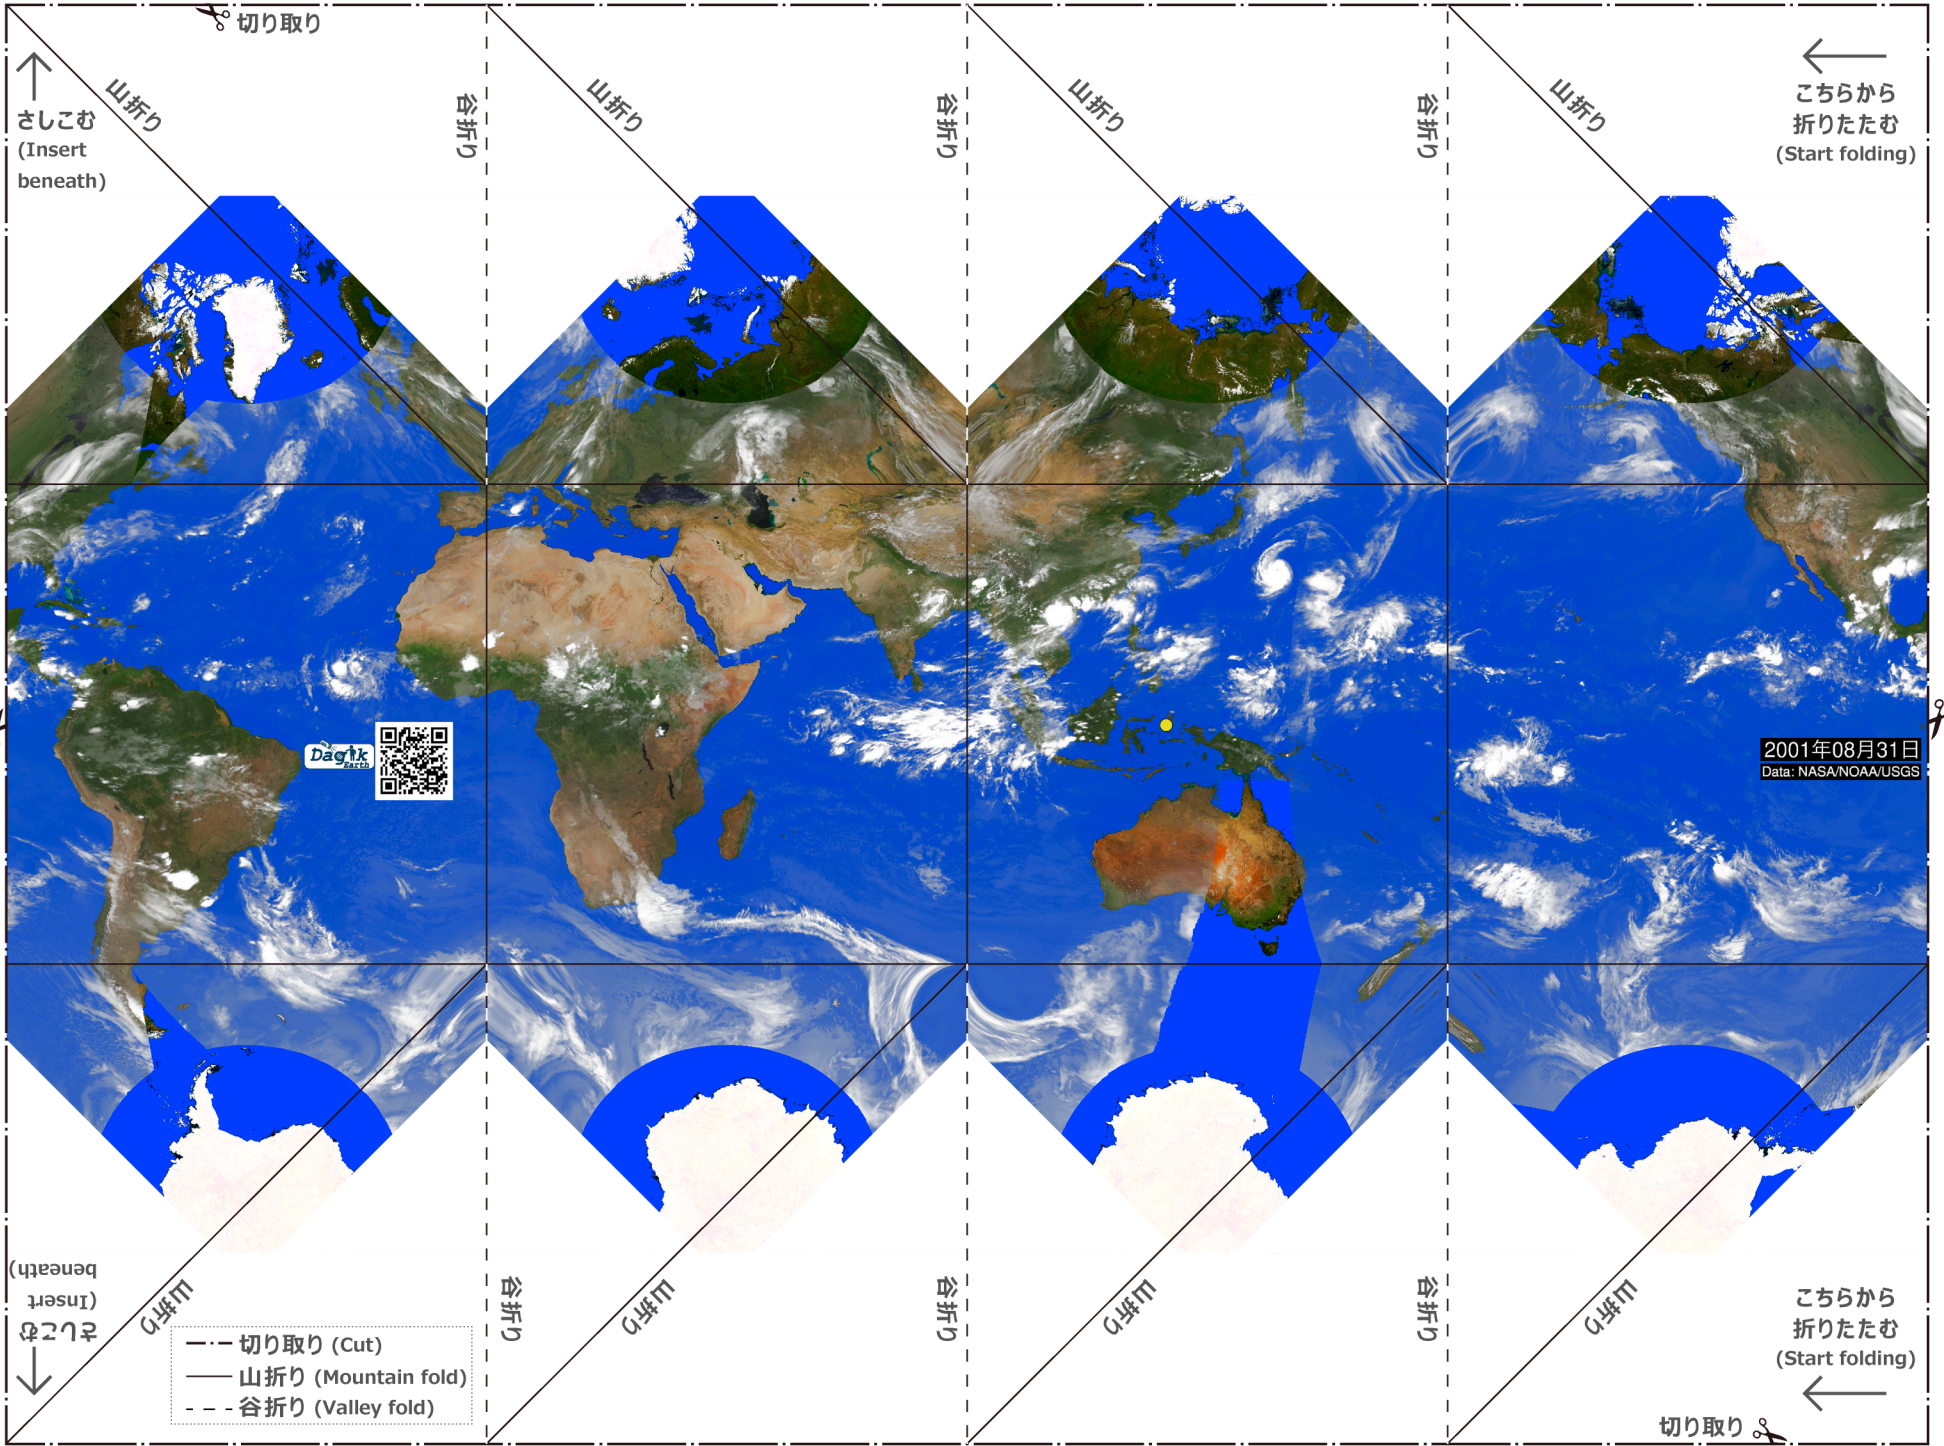 切り取り
山折り
谷折り
山折り
谷折り
山折り
谷折り
山折り
さしこむ
(Insert
beneath)
こちらから
折りたたむ
(Start folding)
Dagik
Earth
2001年08月31日
Data: NASA/NOAA/USGS
さしこむ
(Insert
beneath)
山折り
谷折り
山折り
谷折り
山折り
谷折り
山折り
切り取り (Cut)
山折り (Mountain fold)
谷折り (Valley fold)
こちらから
折りたたむ
(Start folding)
切り取り